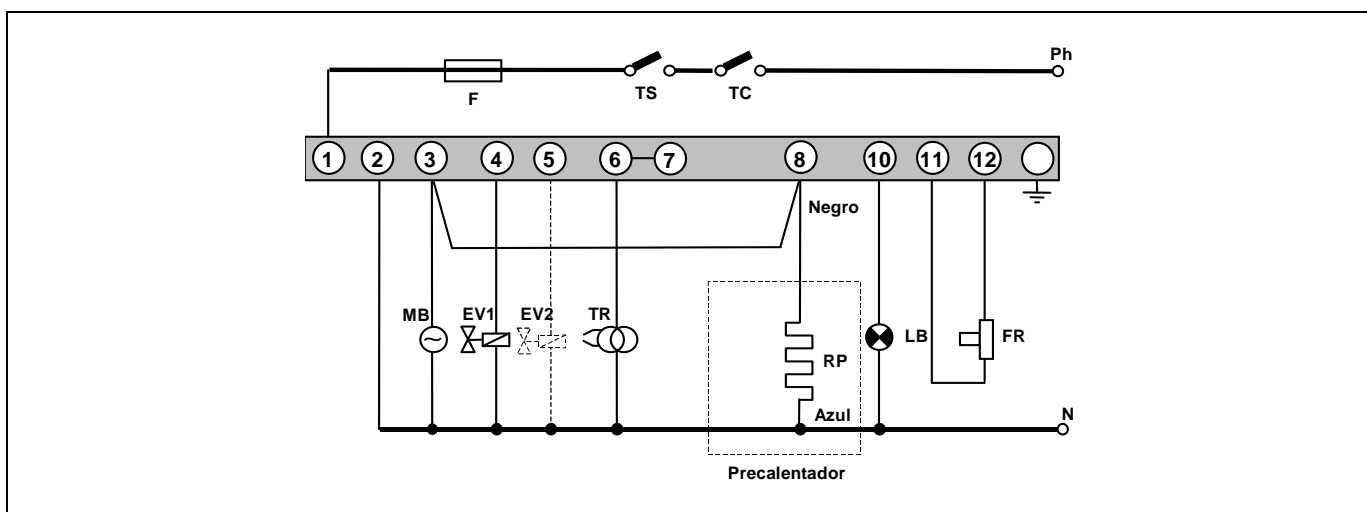 Ph
F TS TC
1 2 3 4 5 6 7 8 10 11 12
Negro
MB EV1 EV2 TR LB FR
RP
Azul
N
Precalentador